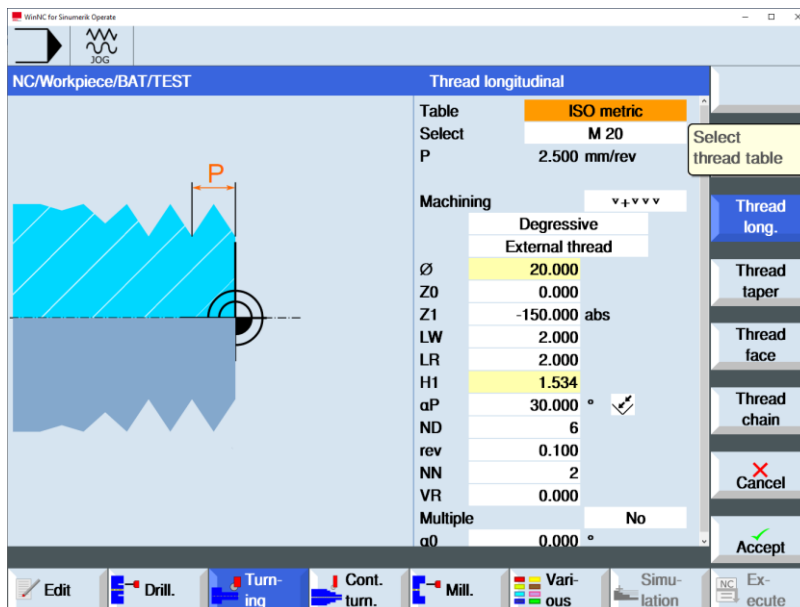 WinNC for Sinumerik Operate
JOG
NC/Workpiece/BAT/TEST
Thread longitudinal
Table ISO metric
Select M 20
P 2.500 mm/rev
Select
thread table
Machining ▽+▽▽▽
Degressive
External thread
Ø 20.000
Z0 0.000
Z1 -150.000 abs
LW 2.000
LR 2.000
H1 1.534
αP 30.000 °
ND 6
rev 0.100
NN 2
VR 0.000
Multiple No
α0 0.000 °
P
Thread
long.
Thread
taper
Thread
face
Thread
chain
Cancel
Accept
Edit
Drill.
Turn-
ing
Cont.
turn.
Mill.
Vari-
ous
Simu-
lation
NC Ex-
ecute